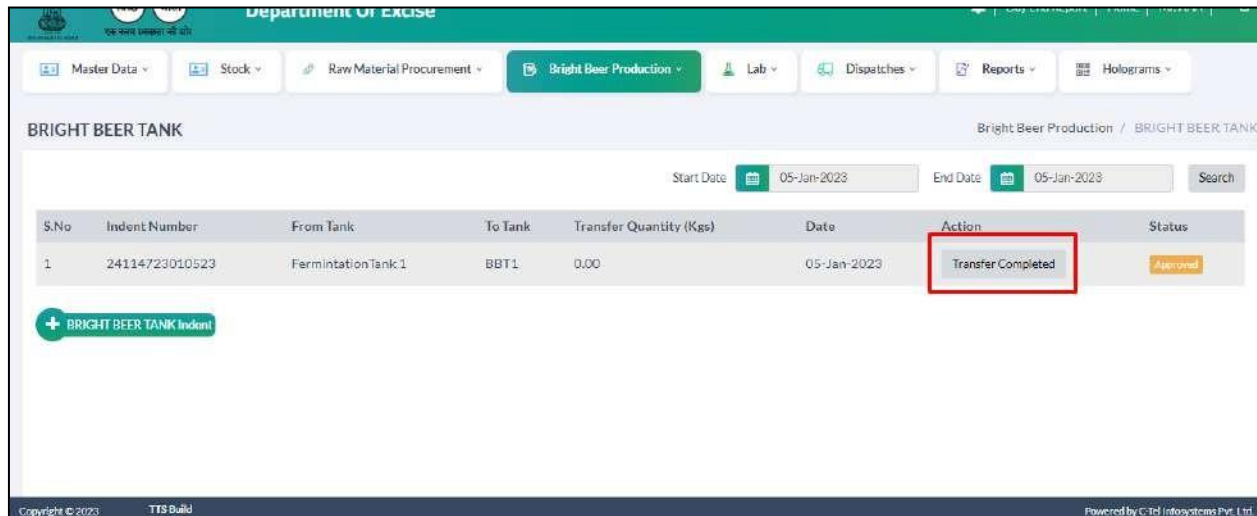 Department Of Excise
Master Data Stock Raw Material Procurement Bright Beer Production Lab Dispatches Reports Holograms
BRIGHT BEER TANK
Bright Beer Production / BRIGHT BEER TANK
Start Date 05-Jan-2023 End Date 05-Jan-2023 Search
S.No Indent Number From Tank To Tank Transfer Quantity (Kgs) Date Action Status
1 24114723010523 FermintationTank 1 BBT1 0.00 05-Jan-2023 Transfer Completed Approved
+ BRIGHT BEER TANK Indent
Copyright © 2023 TTS Build Powered by C-Tel Infosystems Pvt. Ltd.